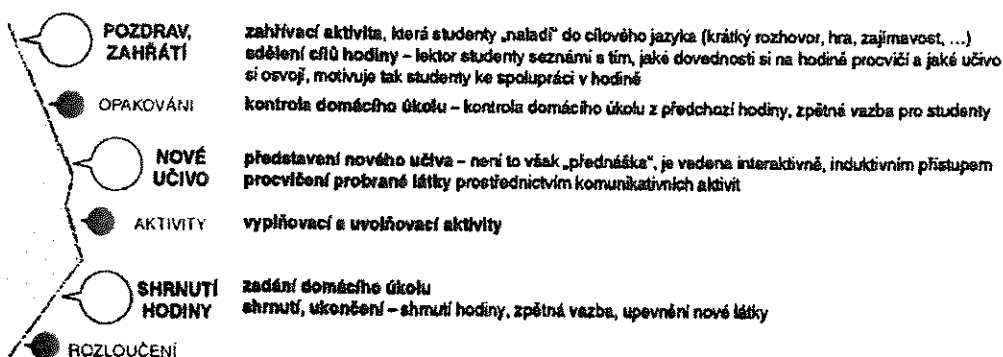 POZDRAV, ZAHŘÁTÍ
zahřívací aktivita, která studenty „naladí" do cílového jazyka (krátký rozhovor, hra, zajímavost, …)
sdělení cílů hodiny – lektor studenty seznámí s tím, jaké dovednosti si na hodině procvičí a jaké učivo
si osvojí, motivuje tak studenty ke spolupráci v hodině
OPAKOVÁNÍ
kontrola domácího úkolu – kontrola domácího úkolu z předchozí hodiny, zpětná vazba pro studenty
NOVÉ UČIVO
představení nového učiva – není to však „přednáška", je vedena interaktivně, induktivním přístupem
procvičení probrané látky prostřednictvím komunikativních aktivit
AKTIVITY
vyplňovací a uvolňovací aktivity
SHRNUTÍ HODINY
zadání domácího úkolu
shrnutí, ukončení – shrnutí hodiny, zpětná vazba, upevnění nové látky
ROZLOUČENÍ